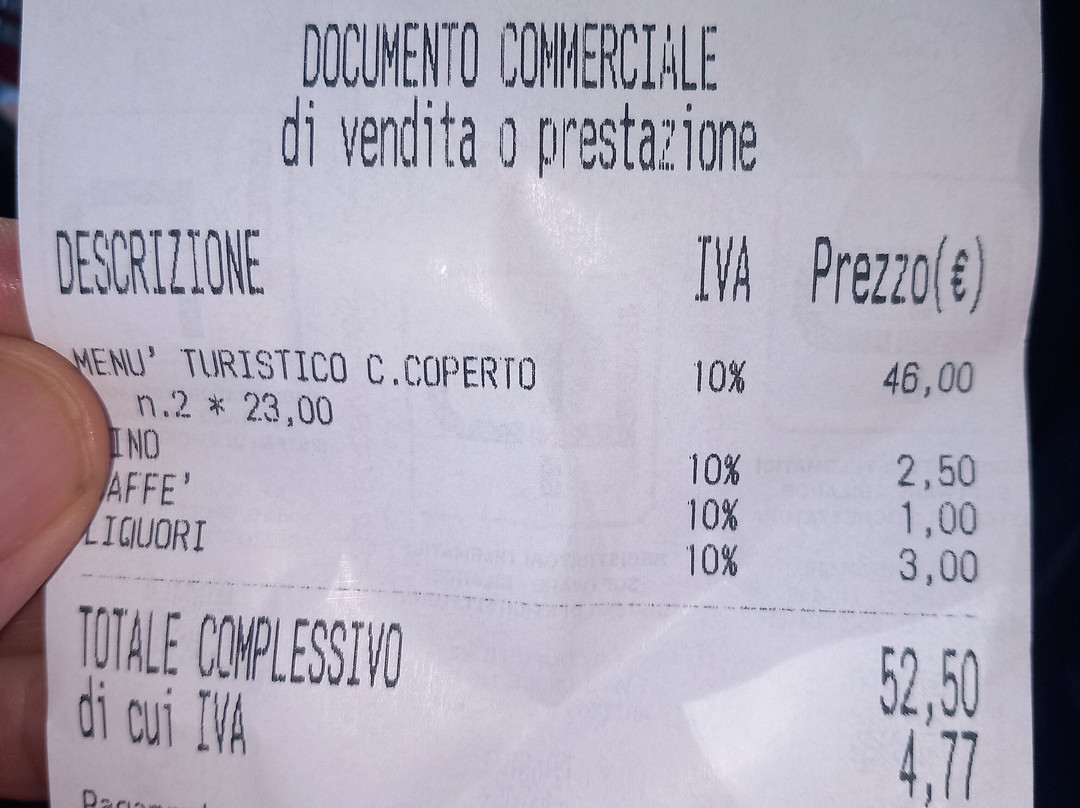 DOCUMENTO COMMERCIALE
di vendita o prestazione
DESCRIZIONE IVA Prezzo(€)
MENU' TURISTICO C.COPERTO 10% 46,00
n.2 * 23,00
INO 10% 2,50
AFFE' 10% 1,00
LIQUORI 10% 3,00
TOTALE COMPLESSIVO 52,50
di cui IVA 4,77